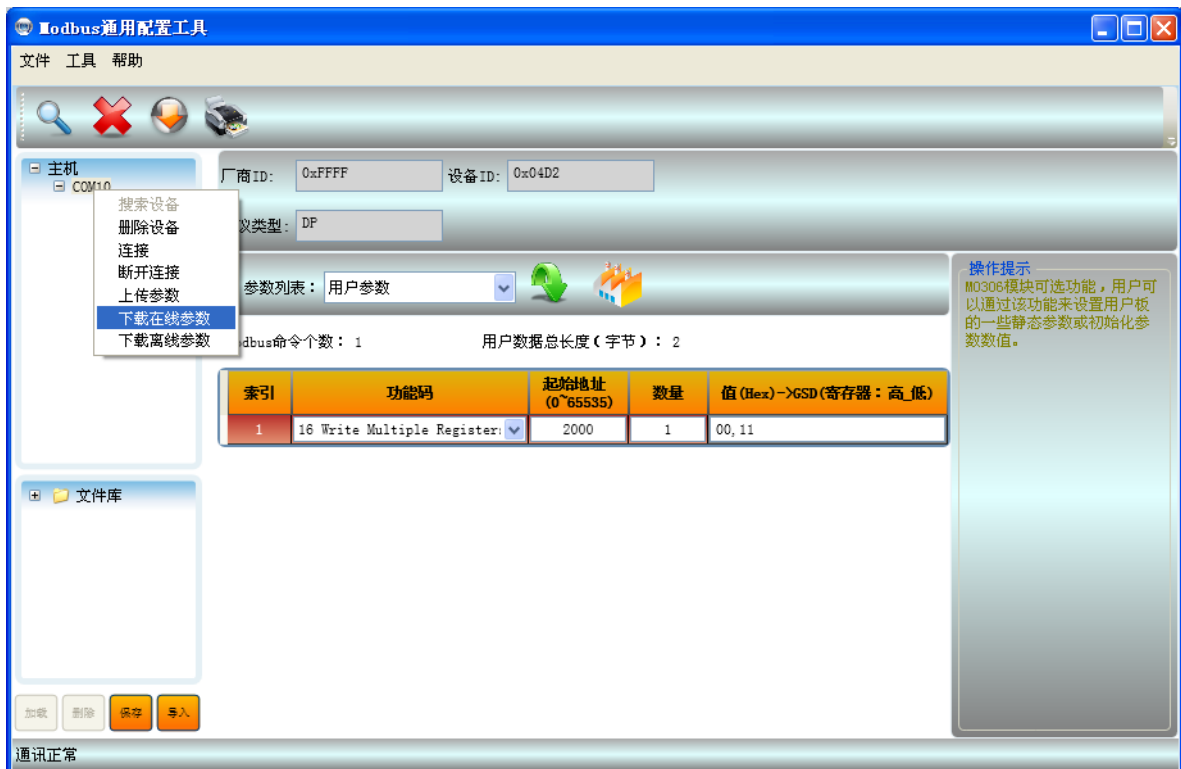 Modbus通用配置工具
文件 工具 帮助
主机
COM10
搜索设备
删除设备
连接
断开连接
上传参数
下载在线参数
下载离线参数
文件库
加载 删除 保存 导入
厂商ID: 0xFFFF 设备ID: 0x04D2
议类型: DP
参数列表： 用户参数
dbus命令个数： 1 用户数据总长度(字节)： 2
索引 功能码 起始地址 数量 值(Hex)->GSD(寄存器：高_低)
(0~65535)
1 16 Write Multiple Register: 2000 1 00,11
操作提示
M0306模块可选功能，用户可
以通过该功能来设置用户板
的一些静态参数或初始化参
数数值。
通讯正常